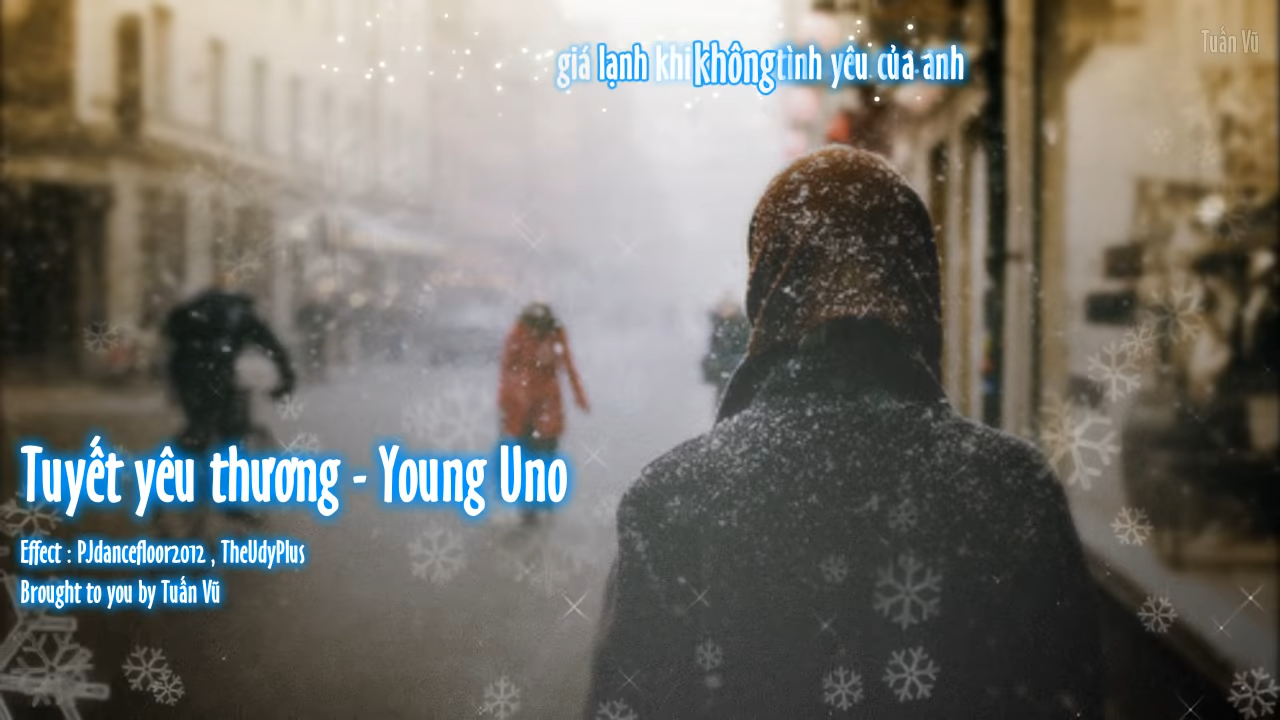 giá lạnh khi không tình yêu của anh
Tuấn Vũ
Tuyết yêu thương - Young Uno
Effect : PJdancefloor2012 , TheUdyPlus
Brought to you by Tuấn Vũ